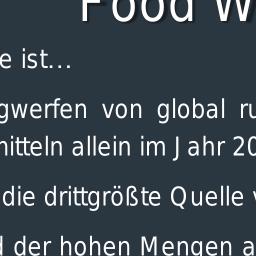 Food W
e ist...
gwerfen von global ru
nitteln allein im Jahr 20
die drittgrößte Quelle v
d der hohen Mengen a